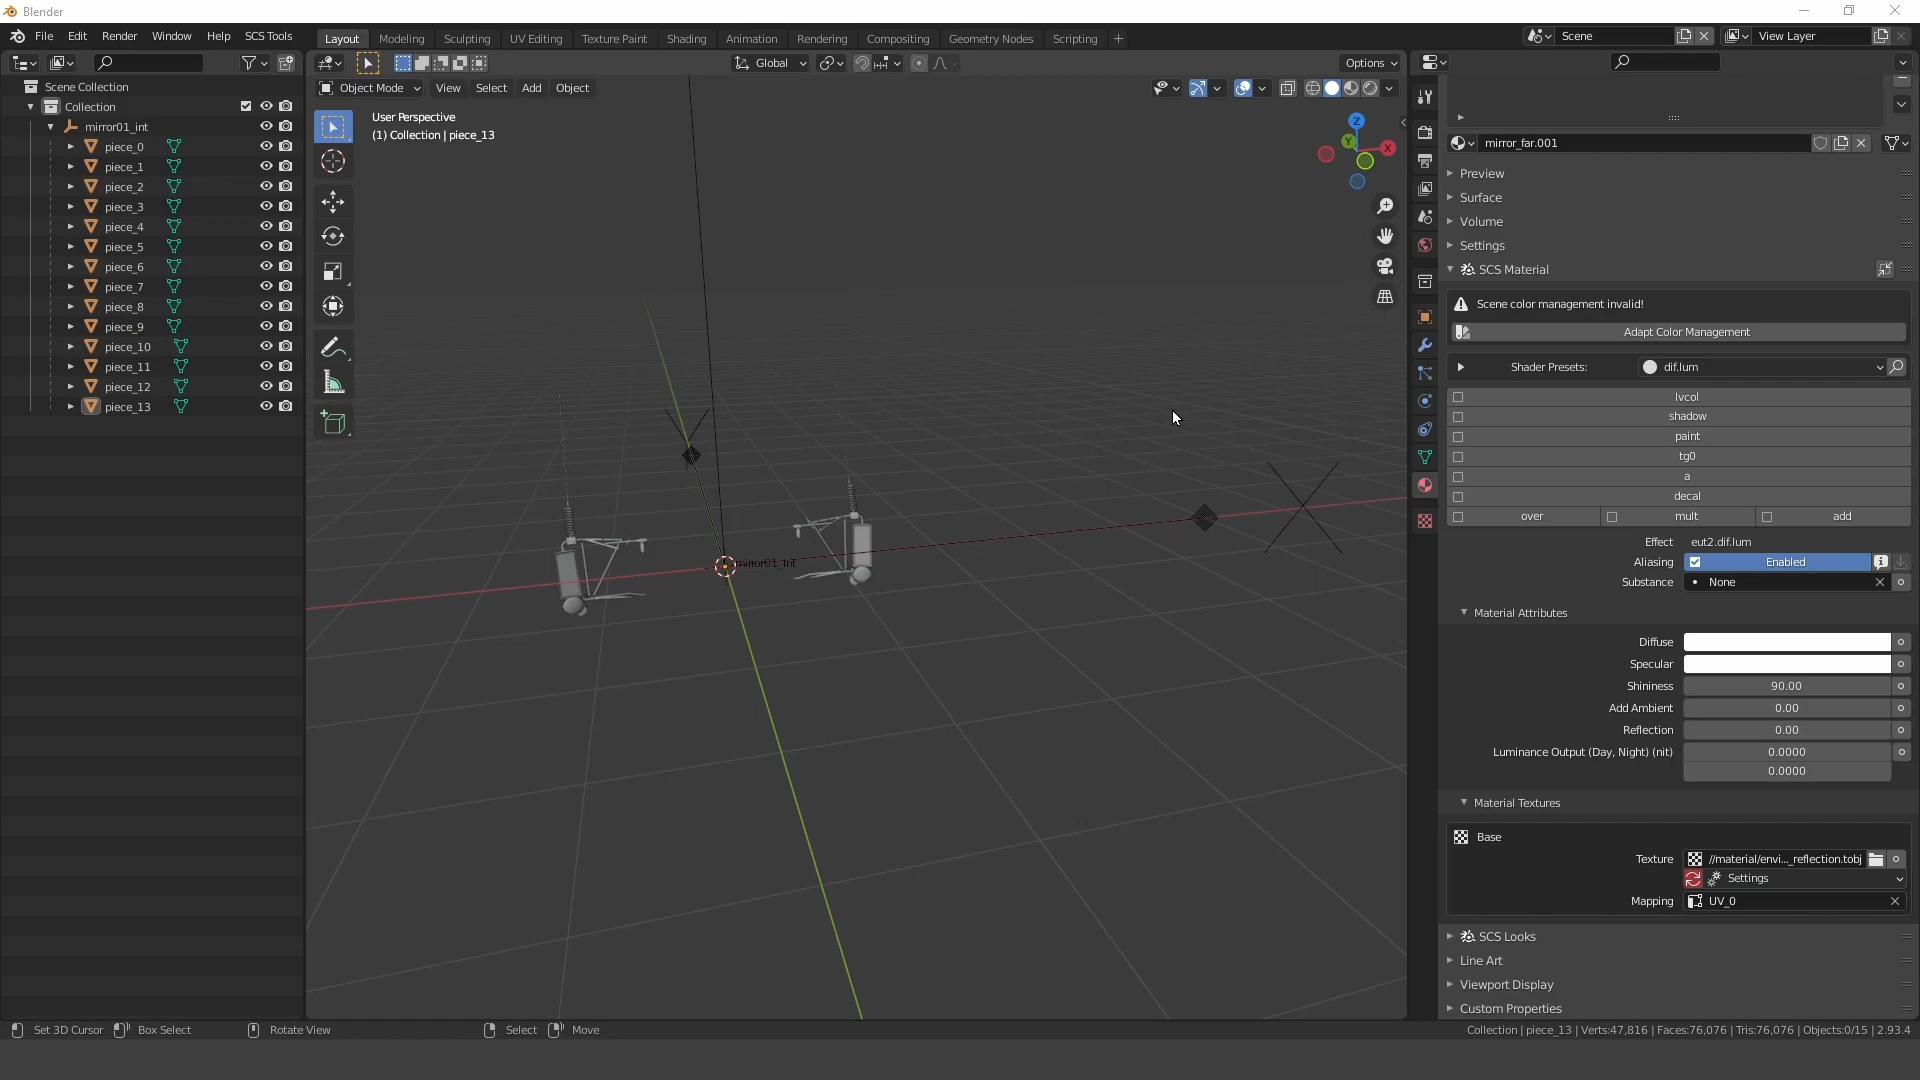 Blender
File Edit Render Window Help SCS Tools
Layout Modeling Sculpting UV Editing Texture Paint Shading Animation Rendering Compositing Geometry Nodes Scripting +
Scene
View Layer
Global
Options
Object Mode View Select Add Object
Scene Collection
Collection
mirror01_int
piece_0
piece_1
piece_2
piece_3
piece_4
piece_5
piece_6
piece_7
piece_8
piece_9
piece_10
piece_11
piece_12
piece_13
User Perspective
(1) Collection | piece_13
Z
Y
X
mirror01_int
mirror_far.001
Preview
Surface
Volume
Settings
SCS Material
Scene color management invalid!
Adapt Color Management
Shader Presets: dif.lum
lvcol
shadow
paint
tg0
a
decal
over mult add
Effect eut2.dif.lum
Aliasing Enabled
Substance None
Material Attributes
Diffuse
Specular
Shininess 90.00
Add Ambient 0.00
Reflection 0.00
Luminance Output (Day, Night) (nit) 0.0000
0.0000
Material Textures
Base
Texture //material/envi..._reflection.tobj
Settings
Mapping UV_0
SCS Looks
Line Art
Viewport Display
Custom Properties
Set 3D Cursor Box Select Rotate View Select Move
Collection | piece_13 | Verts:47,816 | Faces:76,076 | Tris:76,076 | Objects:0/15 | 2.93.4